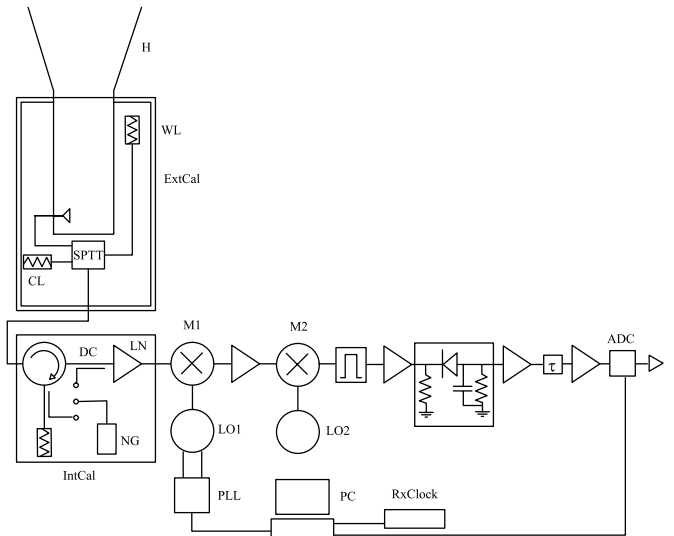 H
WL
ExtCal
SPTT
CL
M1
M2
ADC
DC
LN
τ
LO1
LO2
NG
IntCal
PLL
PC
RxClock